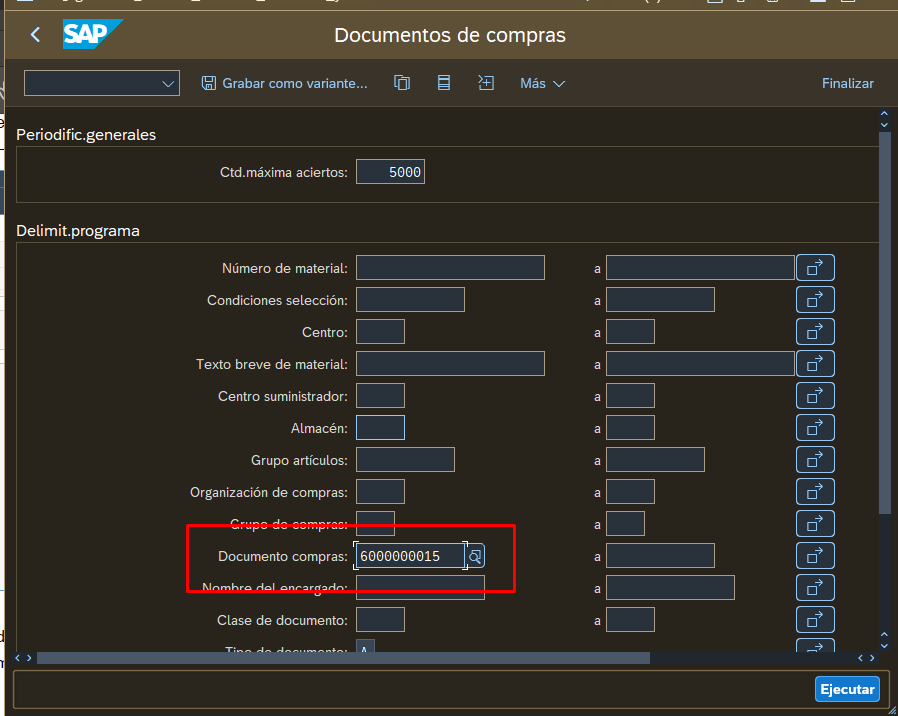 SAP
Documentos de compras
Grabar como variante... Más Finalizar
Periodific.generales
Ctd.máxima aciertos: 5000
Delimit.programa
Número de material: a
Condiciones selección: a
Centro: a
Texto breve de material: a
Centro suministrador: a
Almacén: a
Grupo artículos: a
Organización de compras: a
Grupo de compras: a
Documento compras: 6000000015 a
Nombre del encargado: a
Clase de documento: a
Tipo de documento: A
Ejecutar